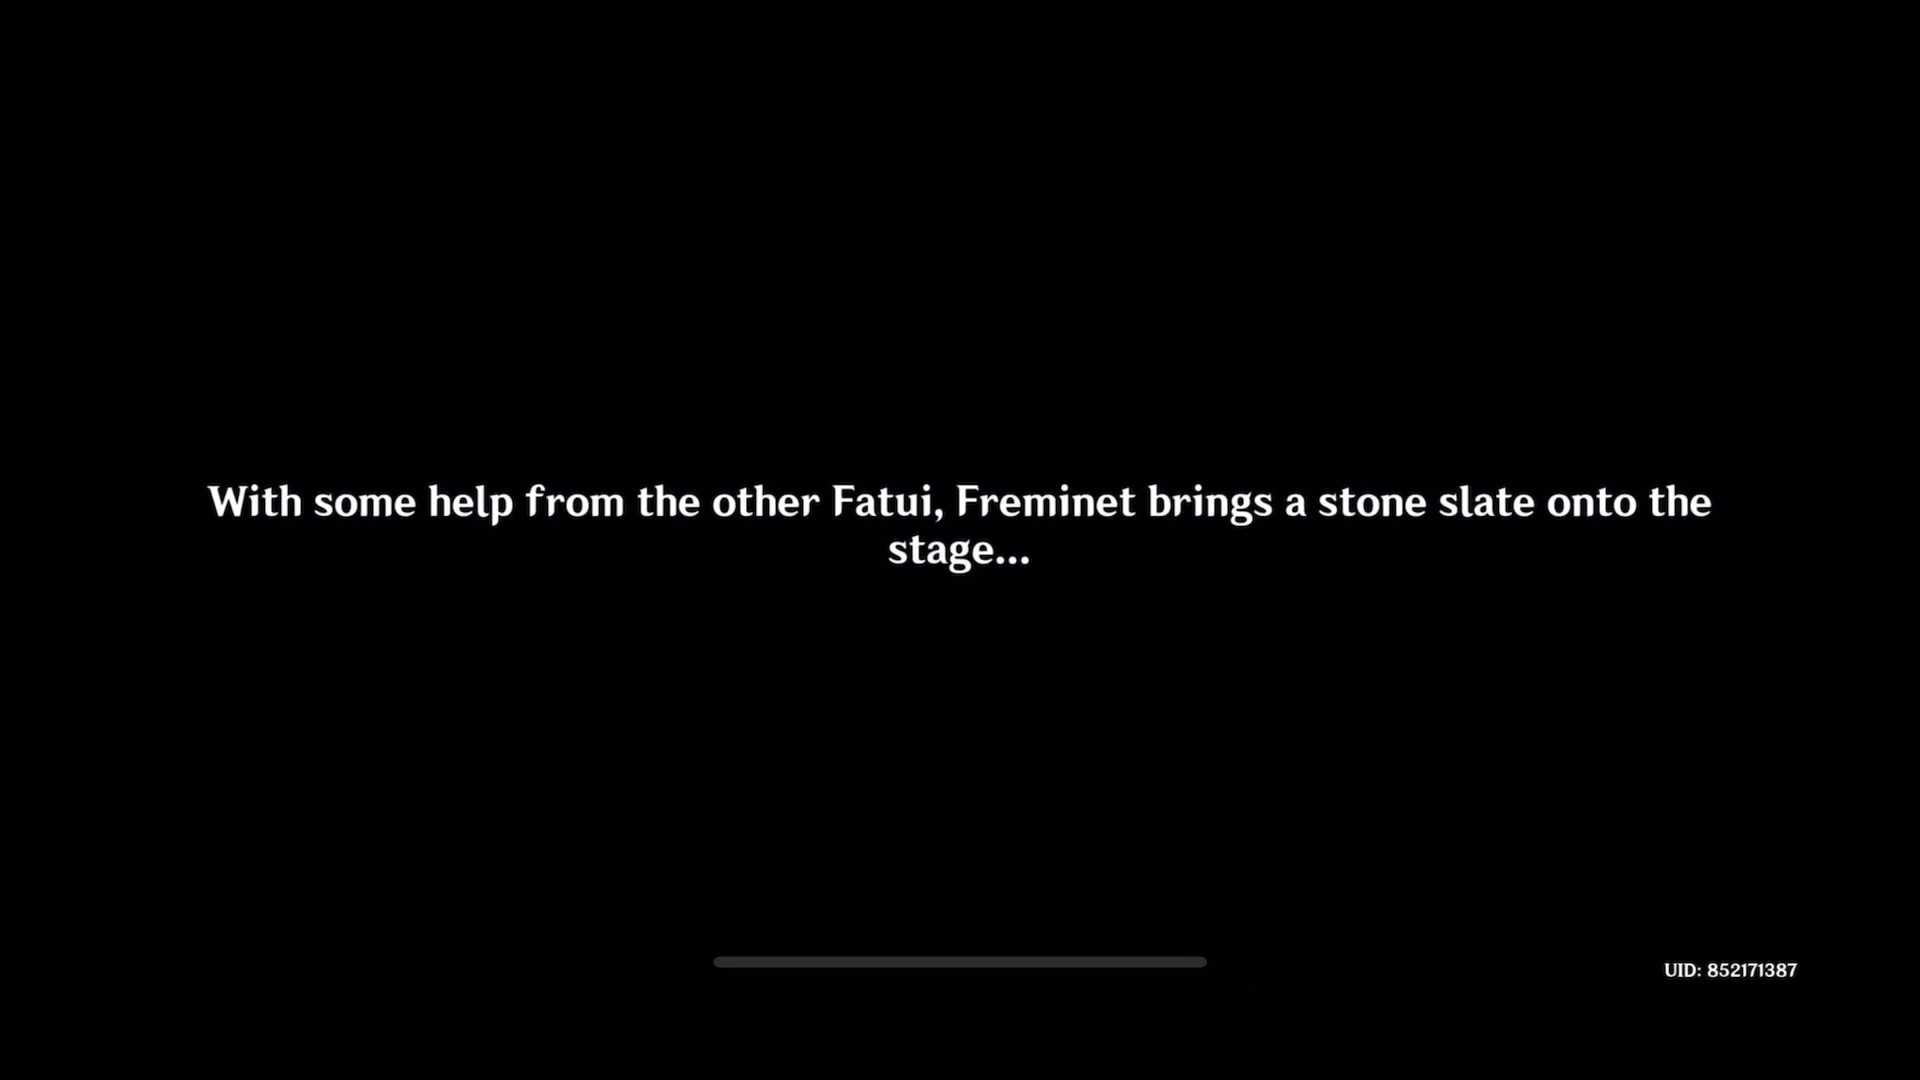 With some help from the other Fatui, Freminet brings a stone slate onto the
stage...
UID: 852171387